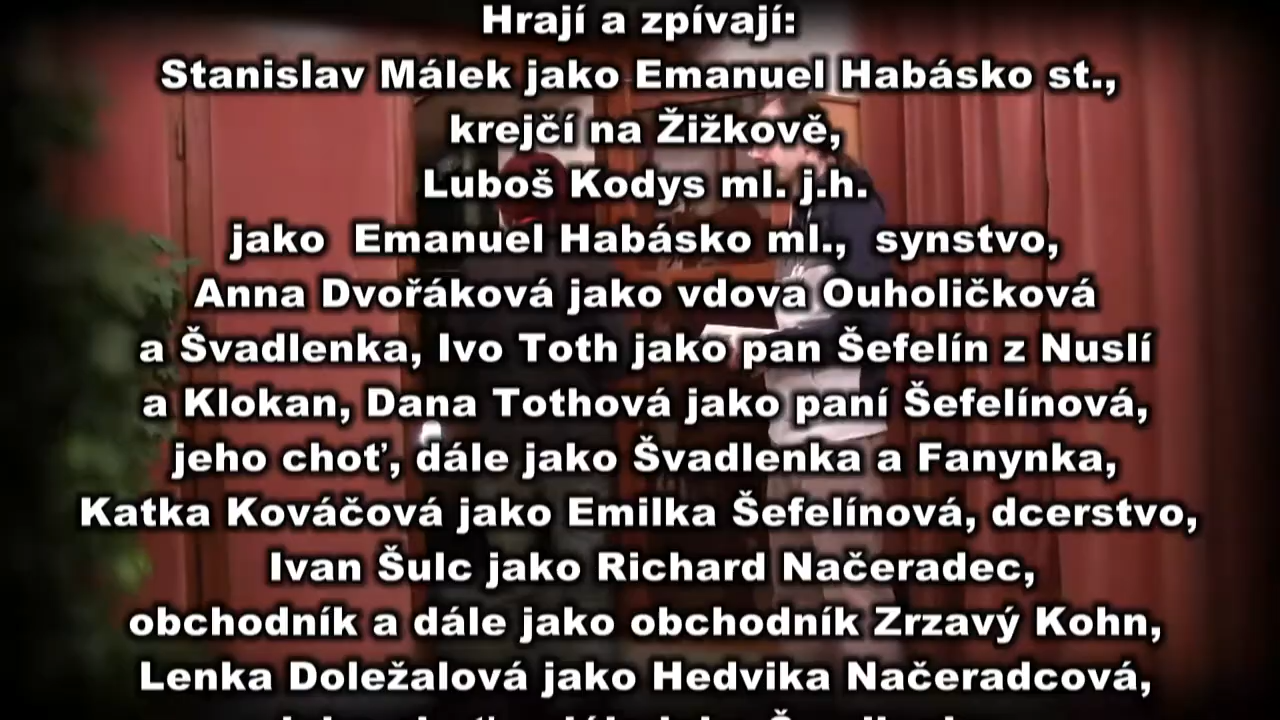 Hrají a zpívají:
Stanislav Málek jako Emanuel Habásko st.,
krejčí na Žižkově,
Luboš Kodys ml. j.h.
jako Emanuel Habásko ml., synstvo,
Anna Dvořáková jako vdova Ouholičková
a Švadlenka, Ivo Toth jako pan Šefelín z Nuslí
a Klokan, Dana Tothová jako paní Šefelínová,
jeho choť, dále jako Švadlenka a Fanynka,
Katka Kováčová jako Emilka Šefelínová, dcerstvo,
Ivan Šulc jako Richard Načeradec,
obchodník a dále jako obchodník Zrzavý Kohn,
Lenka Doležalová jako Hedvika Načeradcová,